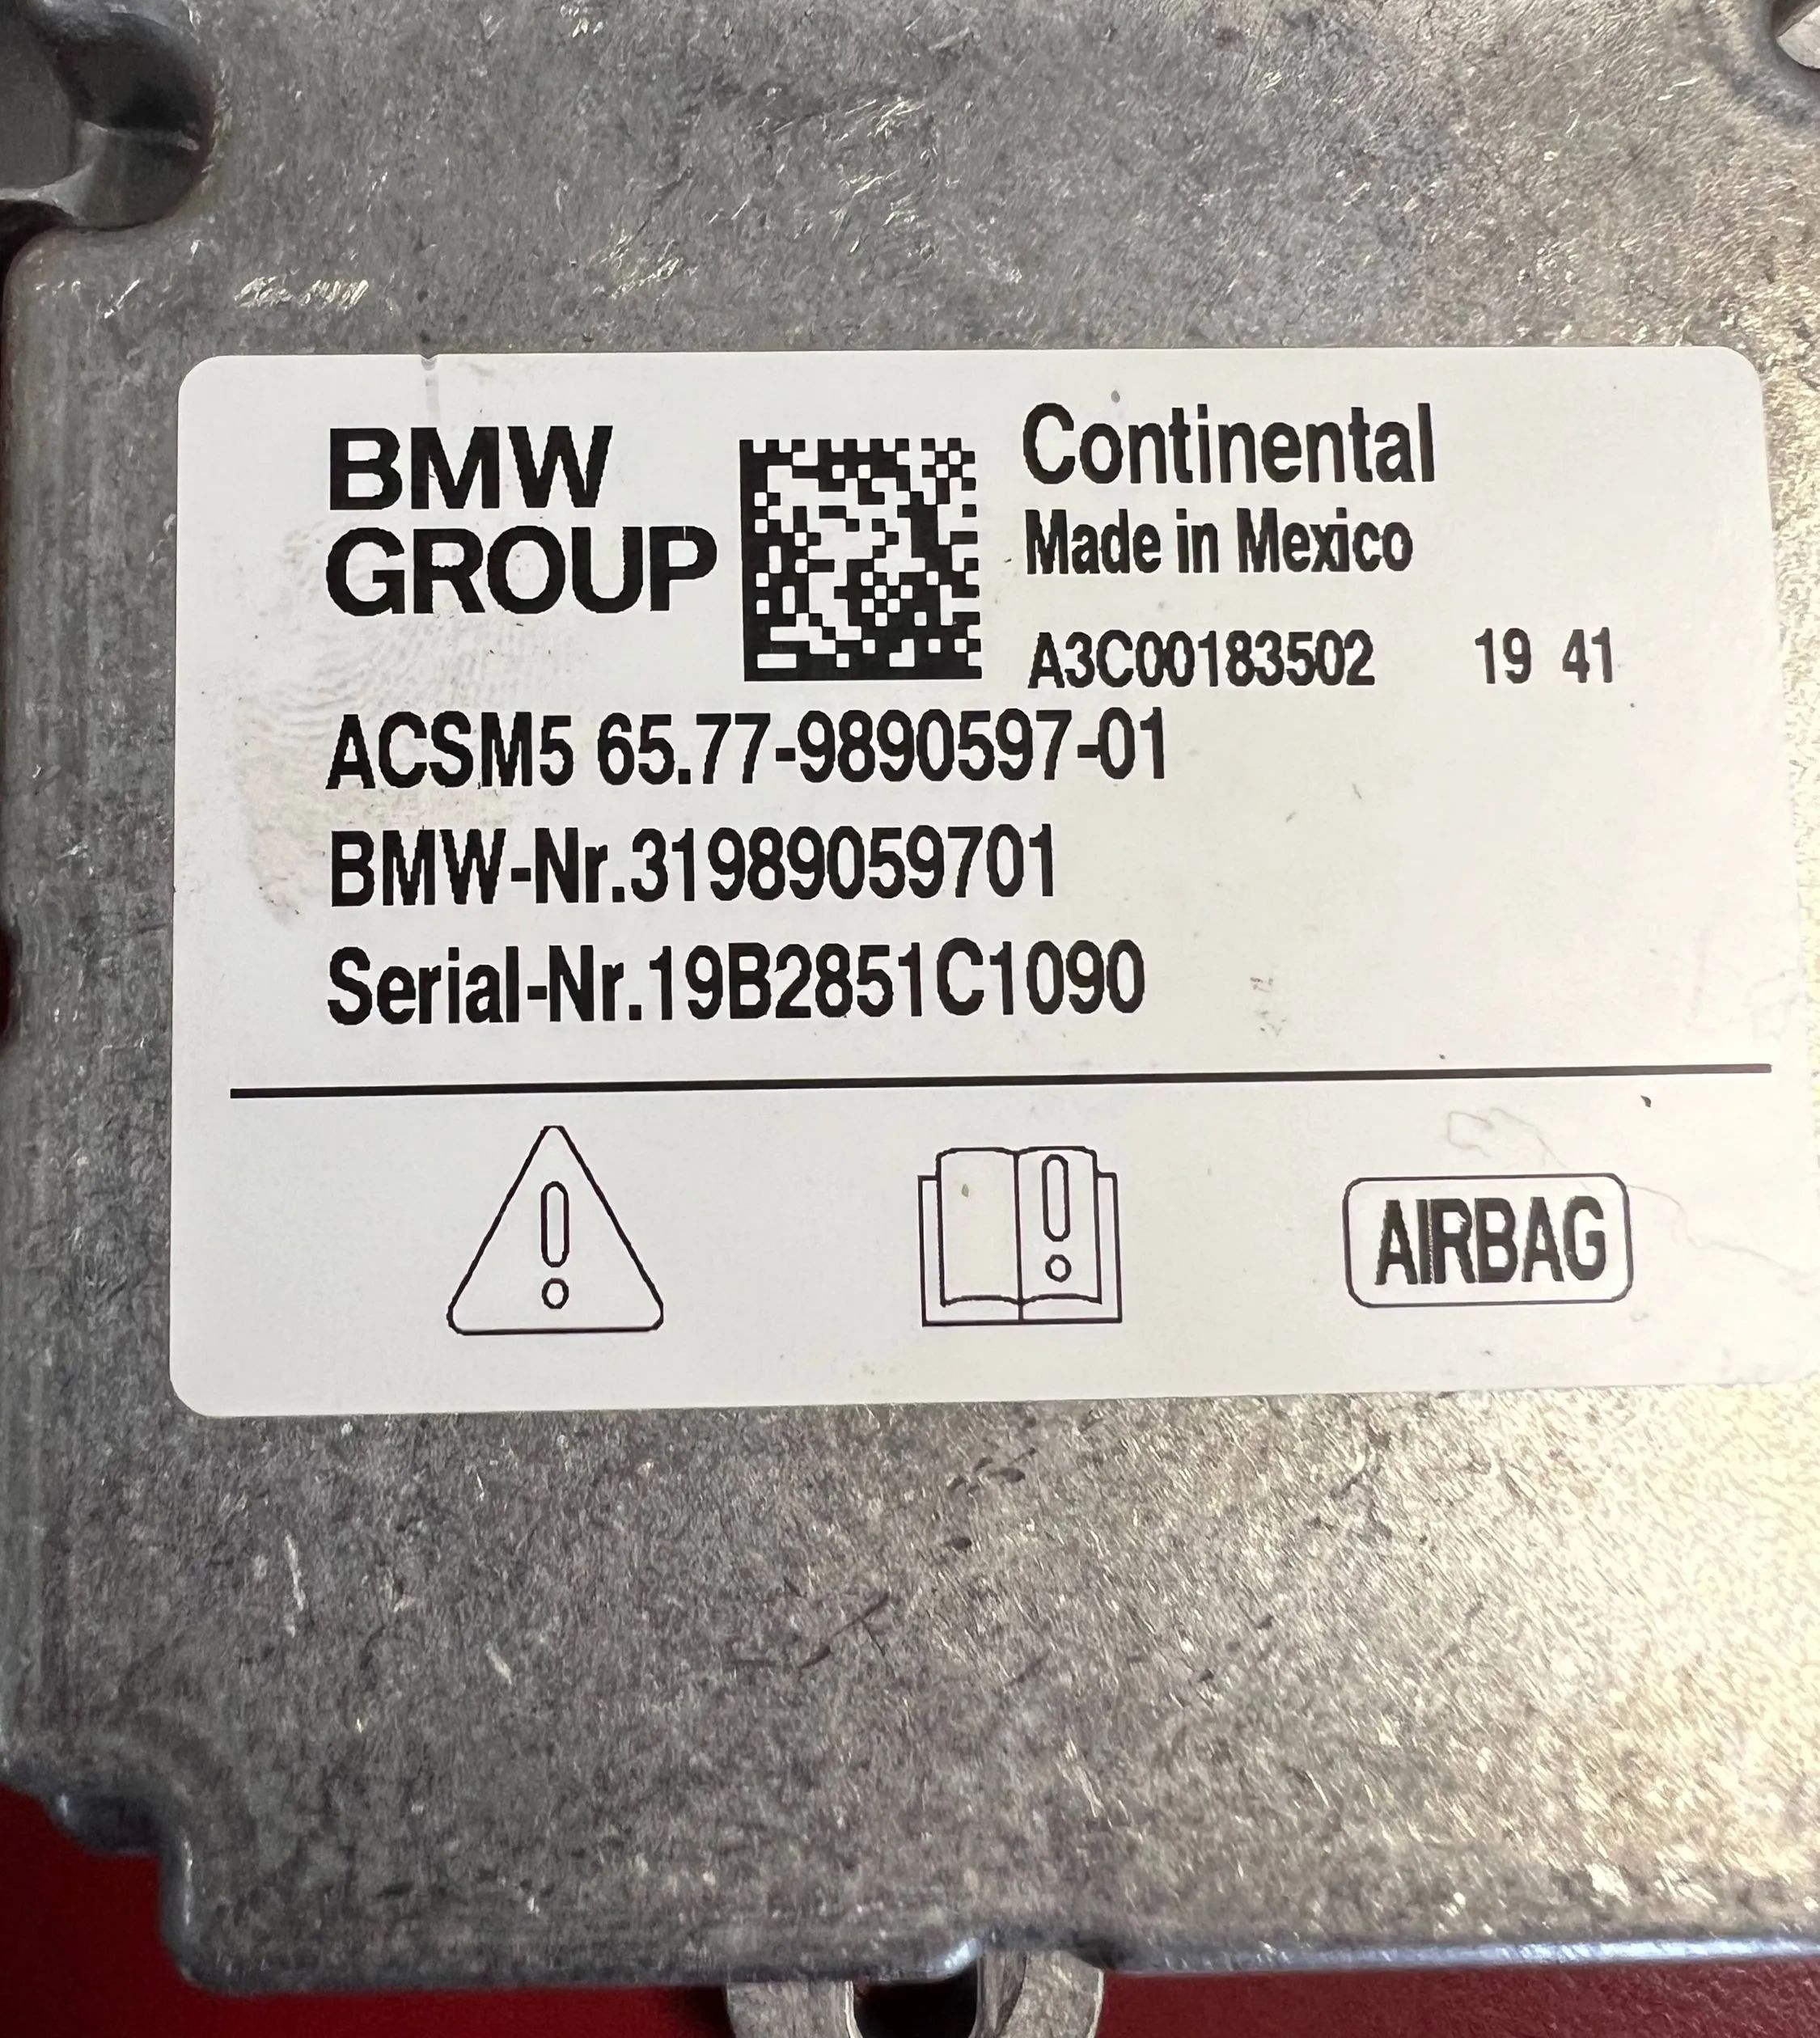 BMW
GROUP
Continental
Made in Mexico
A3C00183502 19 41
ACSM5 65.77-9890597-01
BMW-Nr.31989059701
Serial-Nr.19B2851C1090
AIRBAG